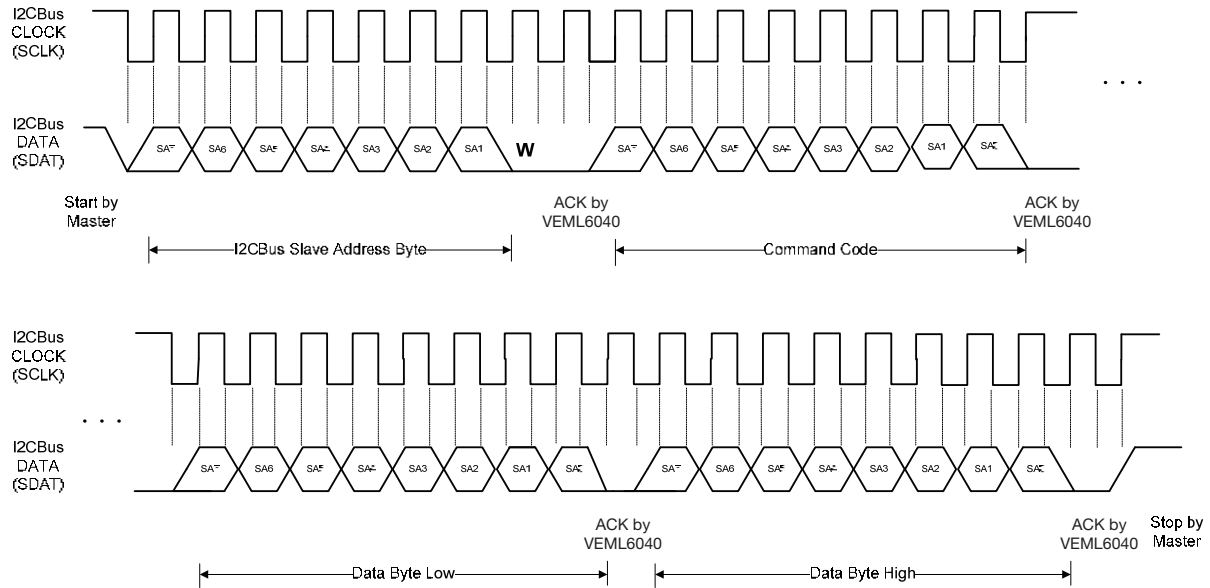 I2CBus
CLOCK
(SCLK)
. . .
I2CBus
DATA
(SDAT)
SA6 SA3 SA2 SA1 W SA6 SA3 SA2 SA1
Start by
Master
ACK by
VEML6040
ACK by
VEML6040
I2CBus Slave Address Byte
Command Code
I2CBus
CLOCK
(SCLK)
. . .
I2CBus
DATA
(SDAT)
SA6 SA3 SA2 SA1 SA6 SA3 SA2 SA1
ACK by
VEML6040
ACK by
VEML6040
Stop by
Master
Data Byte Low
Data Byte High